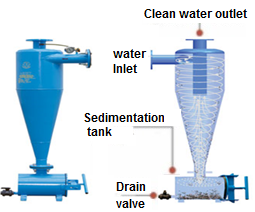 Clean water outlet
water
Inlet
Sedimentation
tank
Drain
valve